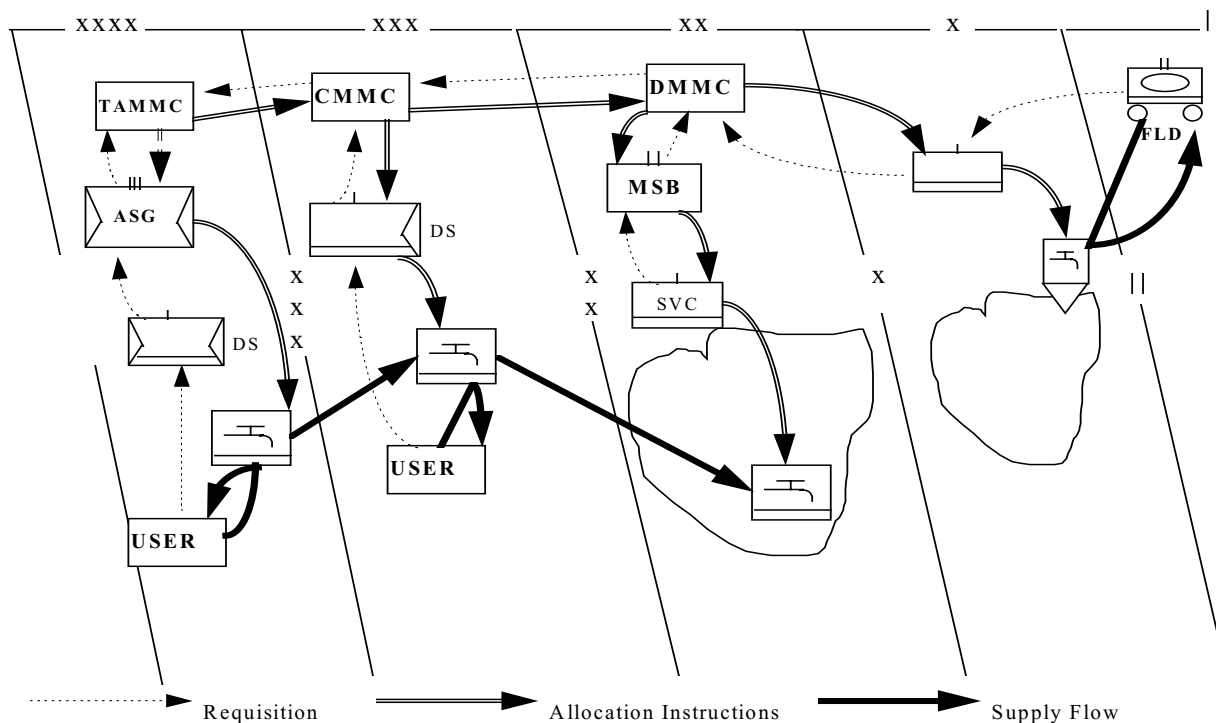 xxxx xxx xx x |
TAMMC CMMC DMMC
||
FLD
||| ASG
| DS
|| MSB
|
x
x
x
x
x
x
||
| SVC
| DS
USER
USER
Requisition Allocation Instructions Supply Flow